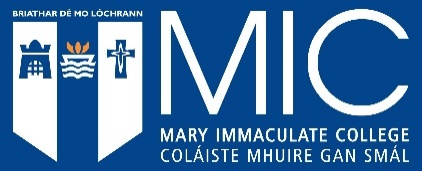 BRIATHAR DÉ MO LÓCHRANN
MIC
MARY IMMACULATE COLLEGE
COLÁISTE MHUIRE GAN SMÁL